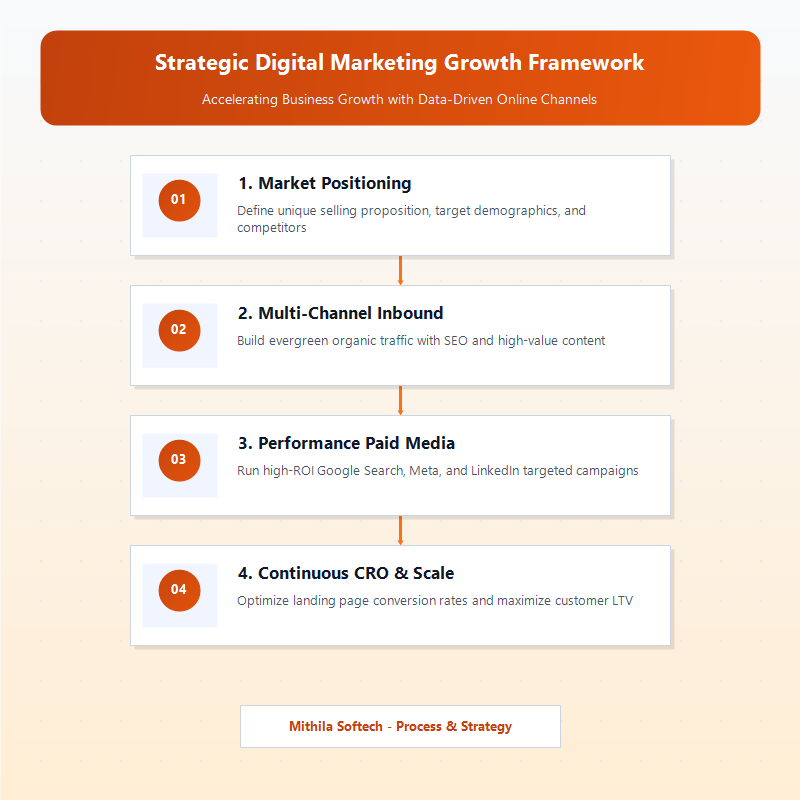 Strategic Digital Marketing Growth Framework
Accelerating Business Growth with Data-Driven Online Channels
01
1. Market Positioning
Define unique selling proposition, target demographics, and
competitors
02
2. Multi-Channel Inbound
Build evergreen organic traffic with SEO and high-value content
03
3. Performance Paid Media
Run high-ROI Google Search, Meta, and LinkedIn targeted campaigns
04
4. Continuous CRO & Scale
Optimize landing page conversion rates and maximize customer LTV
Mithila Softech - Process & Strategy